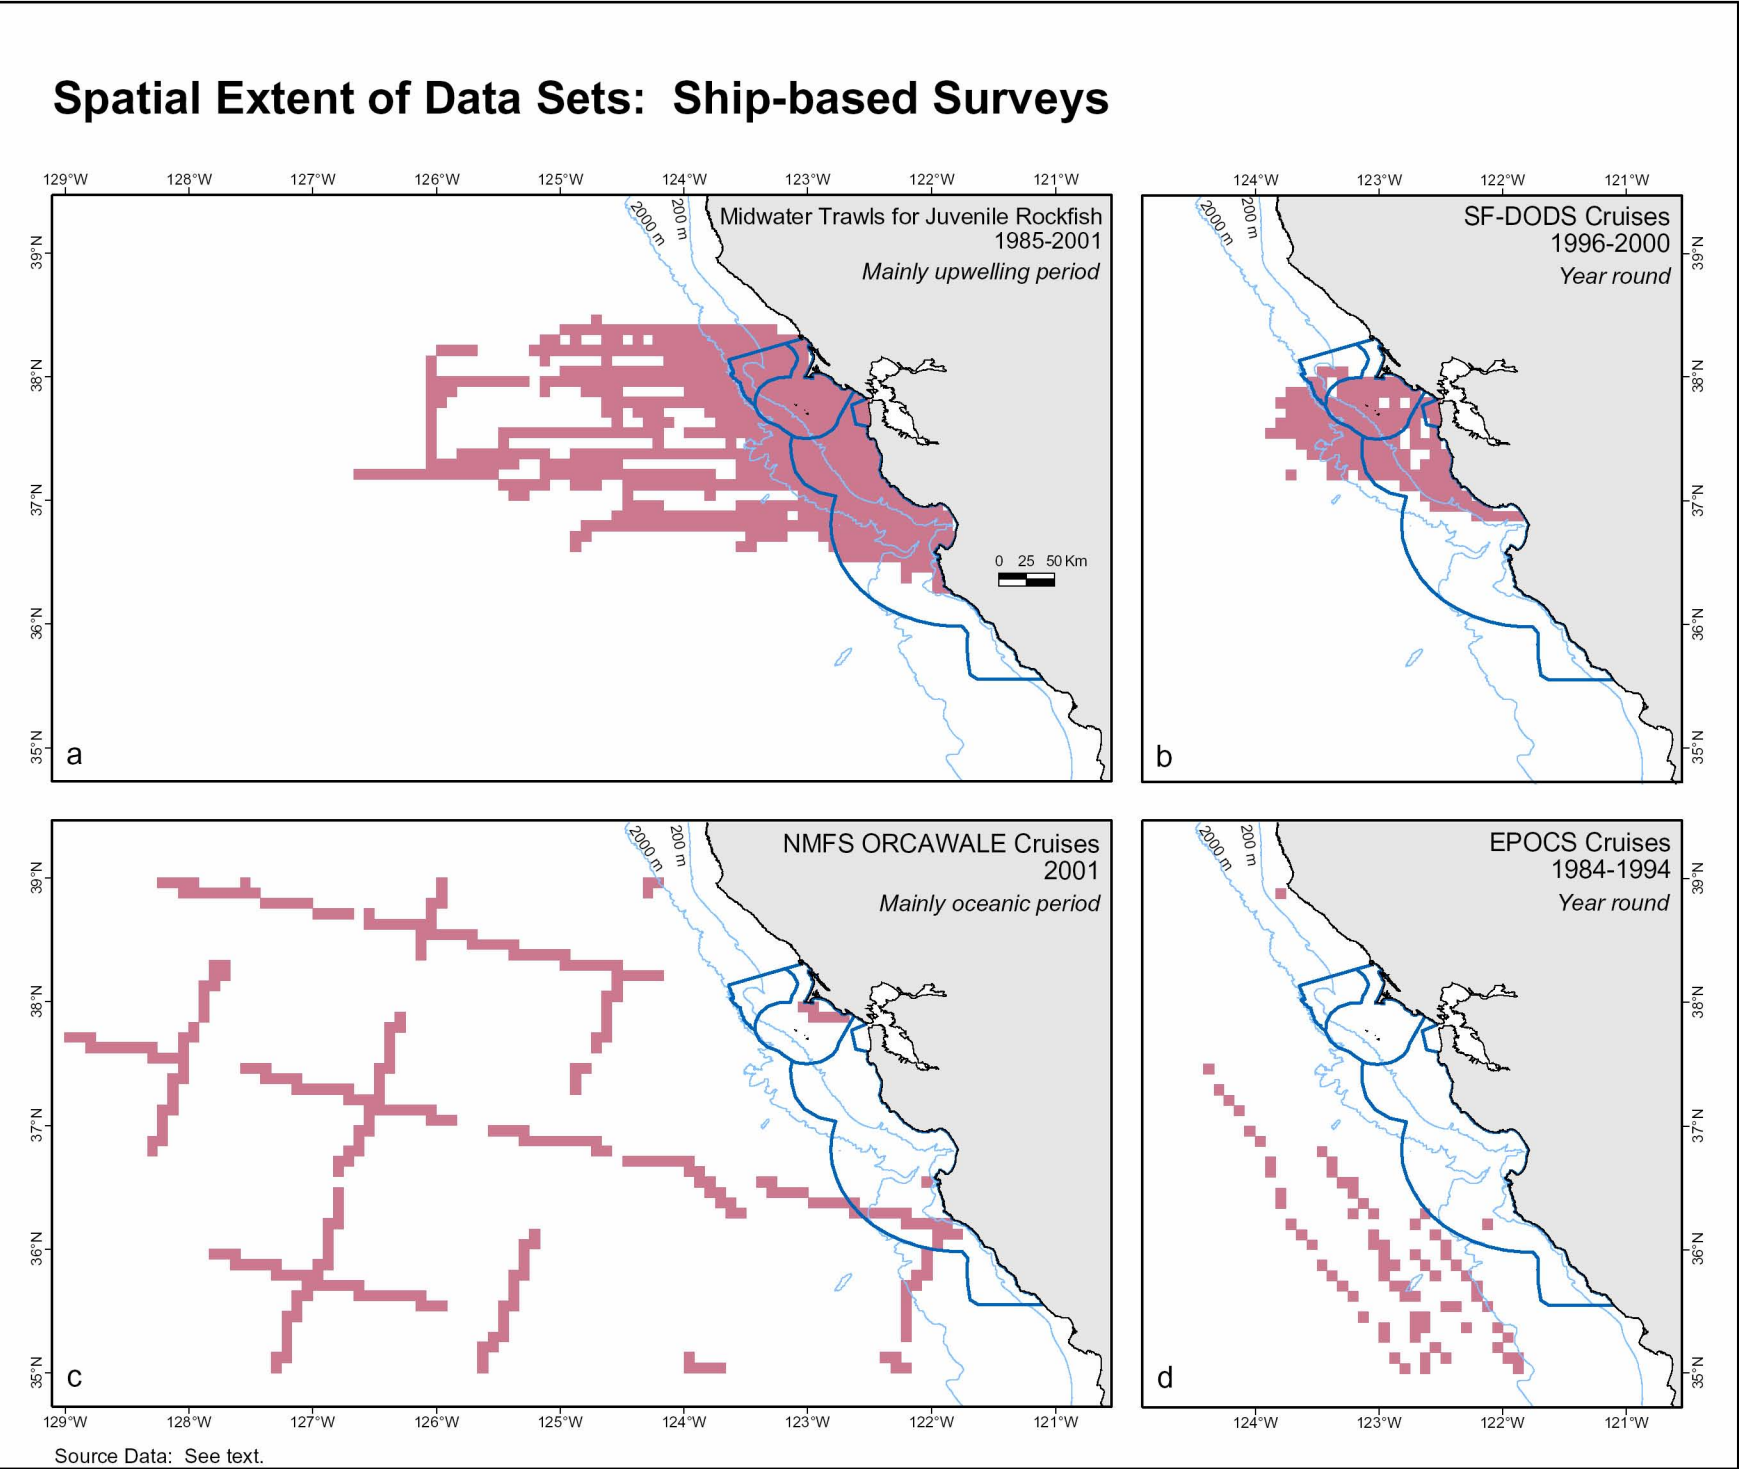 Spatial Extent of Data Sets: Ship-based Surveys
129°W 128°W 127°W 126°W 125°W 124°W 123°W 122°W 121°W
124°W 123°W 122°W 121°W
2000 m
200 m
Midwater Trawls for Juvenile Rockfish
1985-2001
Mainly upwelling period
39°N
38°N
37°N
36°N
35°N
0 25 50 Km
a
2000 m
200 m
SF-DODS Cruises
1996-2000
Year round
39°N
38°N
37°N
36°N
35°N
b
2000 m
200 m
NMFS ORCAWALE Cruises
2001
Mainly oceanic period
39°N
38°N
37°N
36°N
35°N
c
2000 m
200 m
EPOCS Cruises
1984-1994
Year round
39°N
38°N
37°N
36°N
35°N
d
129°W 128°W 127°W 126°W 125°W 124°W 123°W 122°W 121°W
124°W 123°W 122°W 121°W
Source Data: See text.